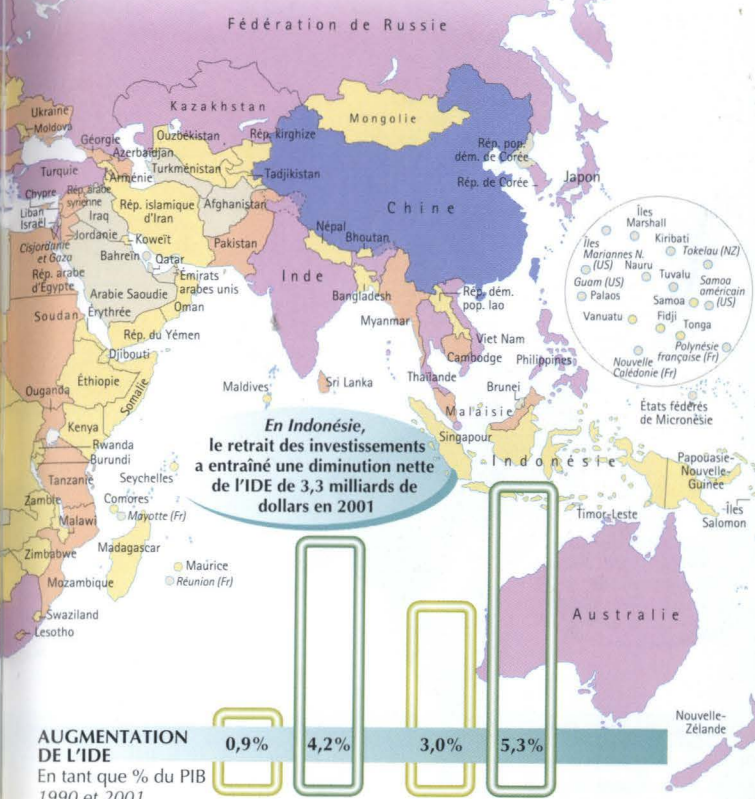 Fédération de Russie
Ukraine
Moldova
Kazakhstan
Mongolie
Géorgie
Ouzbékistan
Rép. kirghize
Azerbaïdjan
Arménie
Turkménistan
Tadjikistan
Turquie
Rép. pop.
dém. de Corée
Rép. de Corée
Japon
Chine
Chypre
Rép. arabe
syrienne
Liban
Israël
Iraq
Rép. islamique
d'Iran
Afghanistan
Jordanie
Cisjordanie
et Gaza
Koweït
Bahreïn
Qatar
Pakistan
Népal
Bhoutan
Rép. arabe
d'Égypte
Émirats
arabes unis
Arabie Saoudie
Oman
Inde
Bangladesh
Myanmar
Rép. dém.
pop. lao
Soudan
Érythrée
Rép. du Yémen
Djibouti
Viet Nam
Cambodge
Philippines
Thaïlande
Éthiopie
Somalie
Ouganda
Maldives
Sri Lanka
Brunei
Malaisie
Kenya
Singapour
Rwanda
Burundi
Indonésie
Papouasie-
Nouvelle-
Guinée
Tanzanie
Seychelles
Comores
Mayotte (Fr)
Zambie
Malawi
Timor-Leste
Îles
Salomon
Zimbabwe
Madagascar
Mozambique
Maurice
Réunion (Fr)
Swaziland
Lesotho
Australie
Nouvelle-
Zélande
Îles
Marshall
Îles
Mariannes N.
(US)
Kiribati
Nauru
Tokelau (NZ)
Guam (US)
Tuvalu
Samoa
américain
(US)
Palaos
Samoa
Vanuatu
Fidji
Tonga
Polynésie
française (Fr)
Nouvelle
Calédonie (Fr)
États fédérés
de Micronésie
En Indonésie,
le retrait des investissements
a entraîné une diminution nette
de l'IDE de 3,3 milliards de
dollars en 2001
AUGMENTATION
DE L'IDE
0,9% 4,2% 3,0% 5,3%
En tant que % du PIB
1990 et 2001